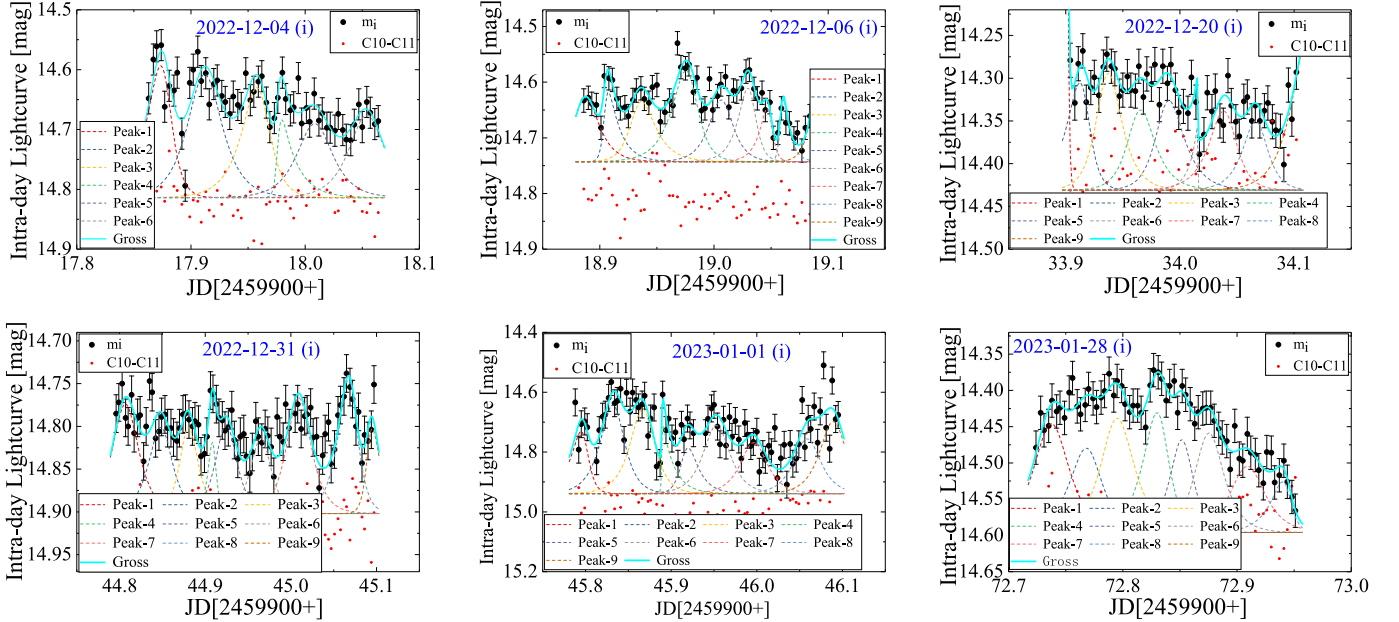 Intra-day Lightcurve [mag]
14.5
14.6
14.7
14.8
14.9
2022-12-04 (i)
mi
C10-C11
Peak-1
Peak-2
Peak-3
Peak-4
Peak-5
Peak-6
Gross
17.8 17.9 18.0 18.1
JD[2459900+]
Intra-day Lightcurve [mag]
14.5
14.6
14.7
14.8
14.9
mi
C10-C11
2022-12-06 (i)
Peak-1
Peak-2
Peak-3
Peak-4
Peak-5
Peak-6
Peak-7
Peak-8
Peak-9
Gross
18.9 19.0 19.1
JD[2459900+]
Intra-day Lightcurve [mag]
14.25
14.30
14.35
14.40
14.45
14.50
2022-12-20 (i)
mi
C10-C11
Peak-1 Peak-2 Peak-3 Peak-4
Peak-5 Peak-6 Peak-7 Peak-8
Peak-9 Gross
33.9 34.0 34.1
JD[2459900+]
Intra-day Lightcurve [mag]
14.70
14.75
14.80
14.85
14.90
14.95
mi
C10-C11
2022-12-31 (i)
Peak-1 Peak-2 Peak-3
Peak-4 Peak-5 Peak-6
Peak-7 Peak-8 Peak-9
Gross
44.8 44.9 45.0 45.1
JD[2459900+]
Intra-day Lightcurve [mag]
14.4
14.6
14.8
15.0
15.2
mi
C10-C11
2023-01-01 (i)
Peak-1 Peak-2 Peak-3 Peak-4
Peak-5 Peak-6 Peak-7 Peak-8
Peak-9 Gross
45.8 45.9 46.0 46.1
JD[2459900+]
Intra-day Lightcurve [mag]
14.35
14.40
14.45
14.50
14.55
14.60
14.65
2023-01-28 (i)
mi
C10-C11
Peak-1 Peak-2 Peak-3
Peak-4 Peak-5 Peak-6
Peak-7 Peak-8 Peak-9
Gross
72.7 72.8 72.9 73.0
JD[2459900+]